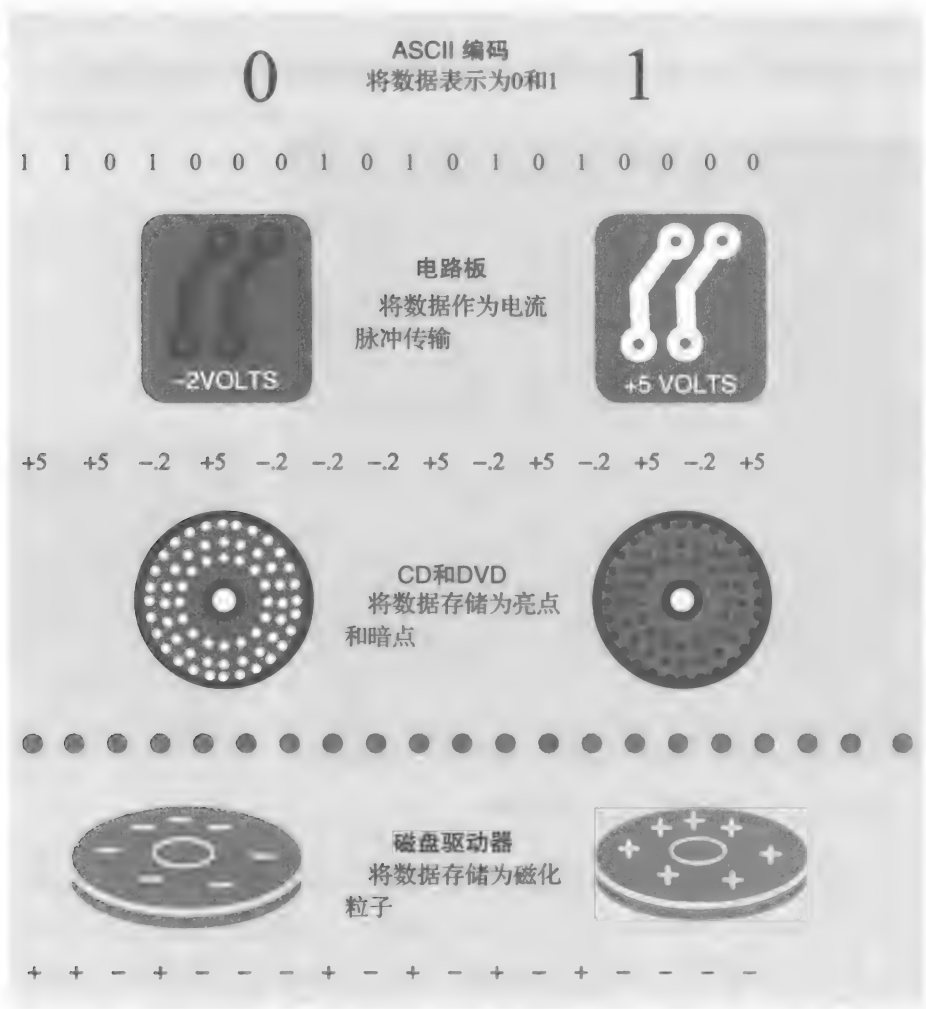 ASCII 编码
0 将数据表示为0和1 1
1 1 0 1 0 0 0 1 0 1 0 1 0 1 0 0 0 0
电路板
将数据作为电流
脉冲传输
-2VOLTS
+5 VOLTS
+5 +5 -.2 +5 -.2 -.2 -.2 +5 -.2 +5 -.2 +5 -.2 +5
CD和DVD
将数据存储为亮点
和暗点
磁盘驱动器
将数据存储为磁化
粒子
+ + - + - - - + - + - + - + - - - -